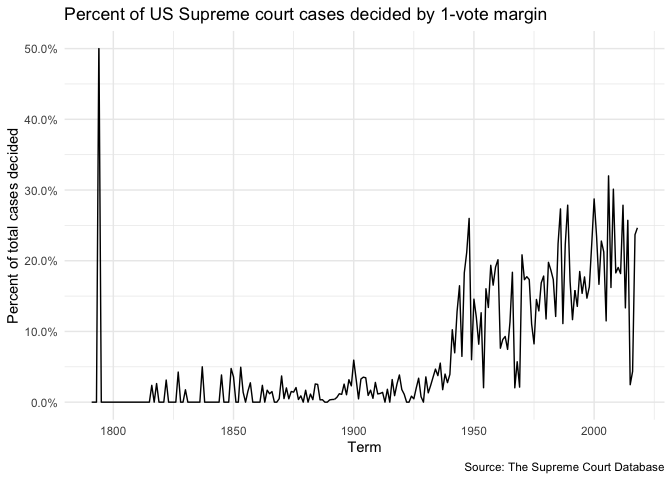 Percent of US Supreme court cases decided by 1-vote margin
50.0%
40.0%
30.0%
20.0%
10.0%
0.0%
Percent of total cases decided
1800 1850 1900 1950 2000
Term
Source: The Supreme Court Database